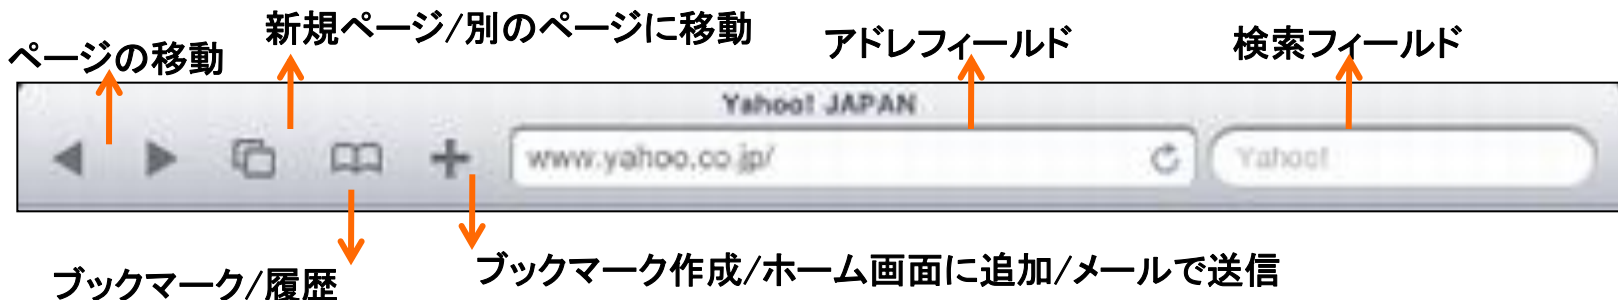 新規ページ/別のページに移動
ページの移動
アドレフィールド
検索フィールド
Yahoo! JAPAN
www.yahoo.co.jp/
Yahoo!
ブックマーク/履歴
ブックマーク作成/ホーム画面に追加/メールで送信